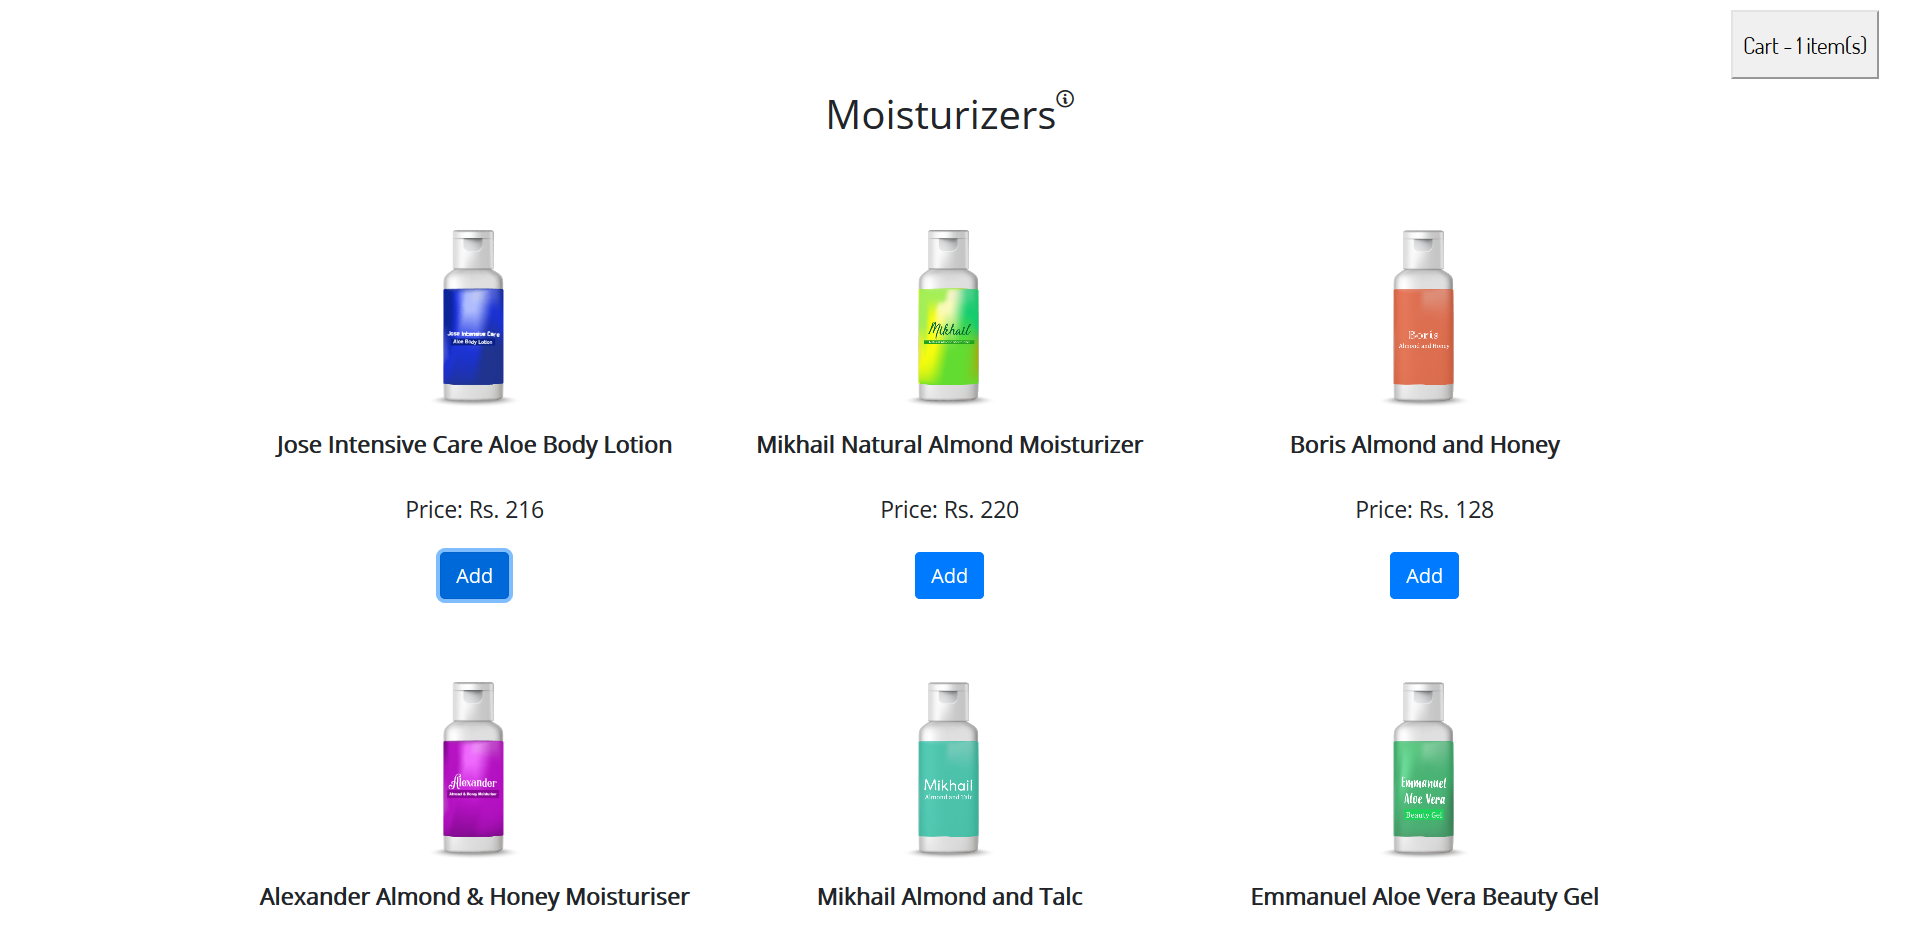 Cart - 1 item(s)
Moisturizers
Jose Intensive Care
Aloe Body Lotion
Mikhail
Boris
Almond and Honey
Jose Intensive Care Aloe Body Lotion
Mikhail Natural Almond Moisturizer
Boris Almond and Honey
Price: Rs. 216
Price: Rs. 220
Price: Rs. 128
Add
Add
Add
Alexander
Almond & Honey Moisturiser
Mikhail
Almond and Talc
Emmanuel
Aloe Vera
Beauty Gel
Alexander Almond & Honey Moisturiser
Mikhail Almond and Talc
Emmanuel Aloe Vera Beauty Gel